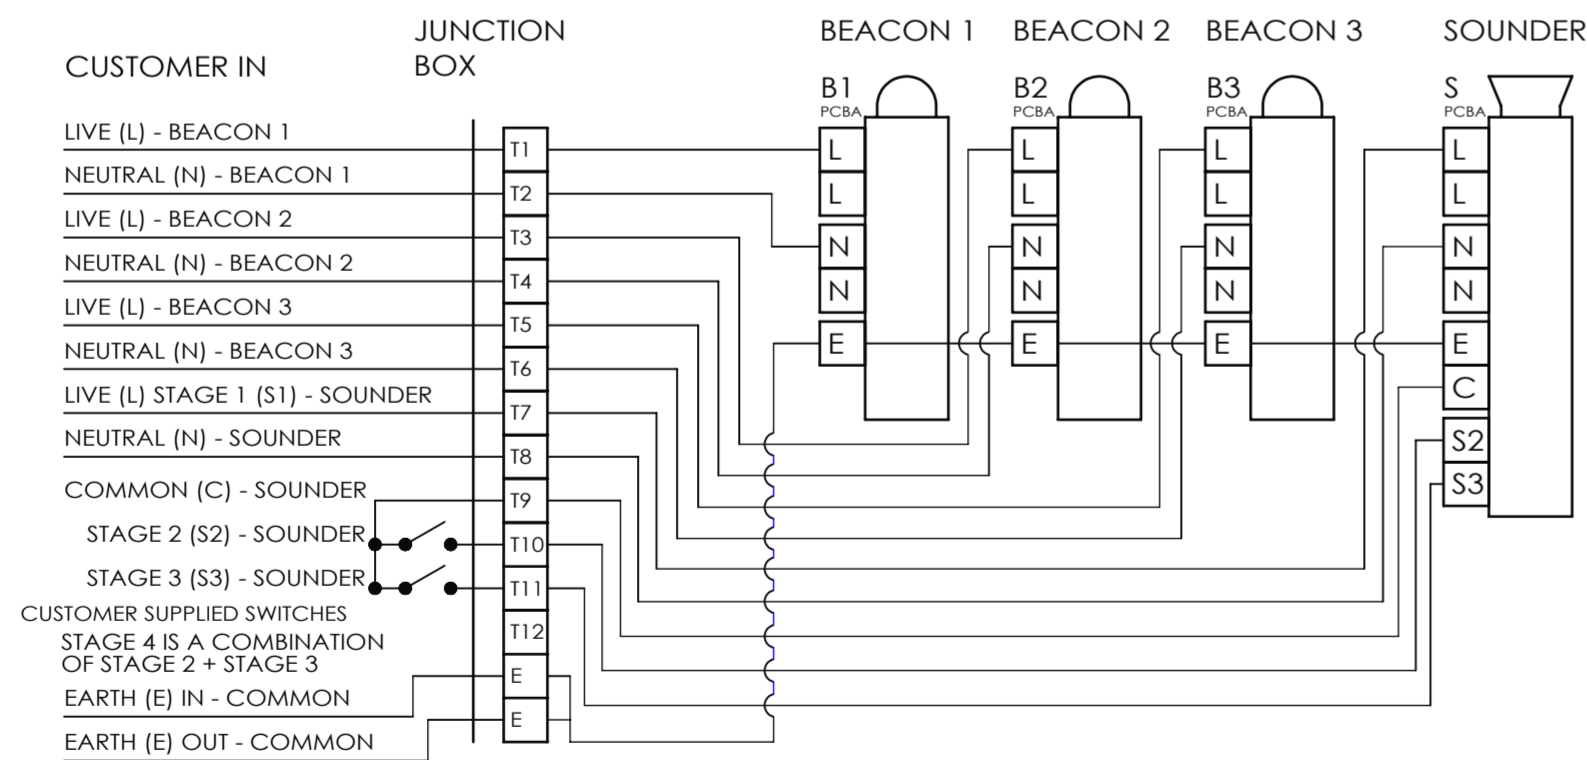 JUNCTION
BOX
BEACON 1
BEACON 2
BEACON 3
SOUNDER
CUSTOMER IN
B1
PCBA
B2
PCBA
B3
PCBA
S
PCBA
LIVE (L) - BEACON 1
NEUTRAL (N) - BEACON 1
LIVE (L) - BEACON 2
NEUTRAL (N) - BEACON 2
LIVE (L) - BEACON 3
NEUTRAL (N) - BEACON 3
LIVE (L) STAGE 1 (S1) - SOUNDER
NEUTRAL (N) - SOUNDER
COMMON (C) - SOUNDER
STAGE 2 (S2) - SOUNDER
STAGE 3 (S3) - SOUNDER
CUSTOMER SUPPLIED SWITCHES
STAGE 4 IS A COMBINATION
OF STAGE 2 + STAGE 3
EARTH (E) IN - COMMON
EARTH (E) OUT - COMMON
T1
T2
T3
T4
T5
T6
T7
T8
T9
T10
T11
T12
E
E
L
L
N
N
E
L
L
N
N
E
L
L
N
N
E
L
L
N
N
E
C
S2
S3